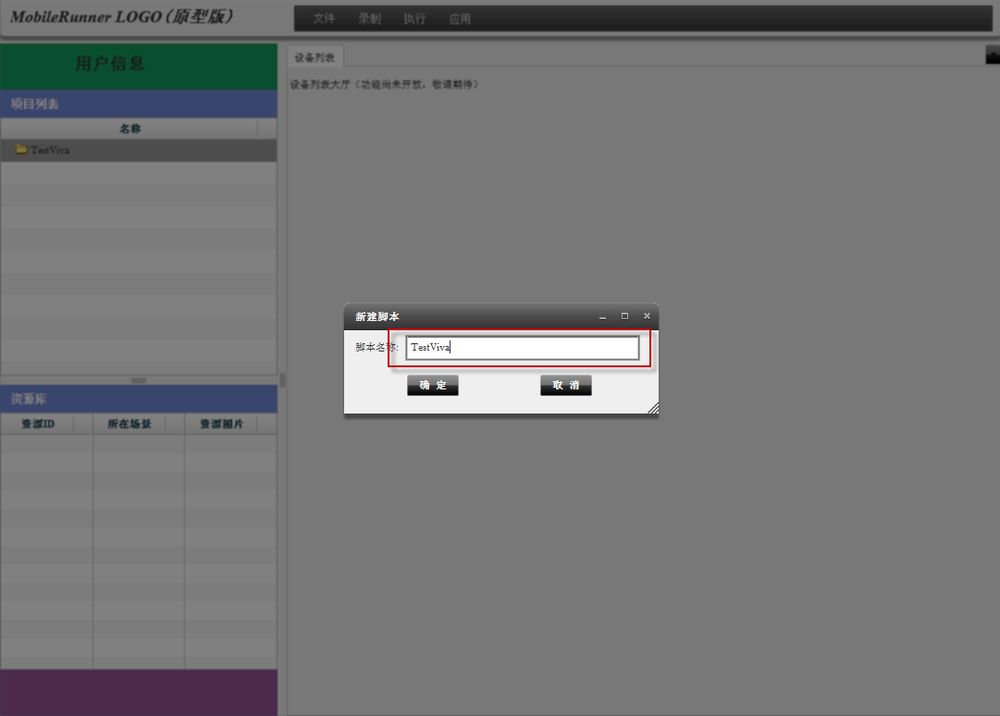 MobileRunner LOGO(原型版)
文件 录制 执行 应用
用户信息
项目列表
名称
TestViva
设备列表
设备列表大厅（功能尚未开放，敬请期待）
新建脚本
脚本名称: TestViva
确 定 取 消
资源库
资源ID 所在场景 资源图片